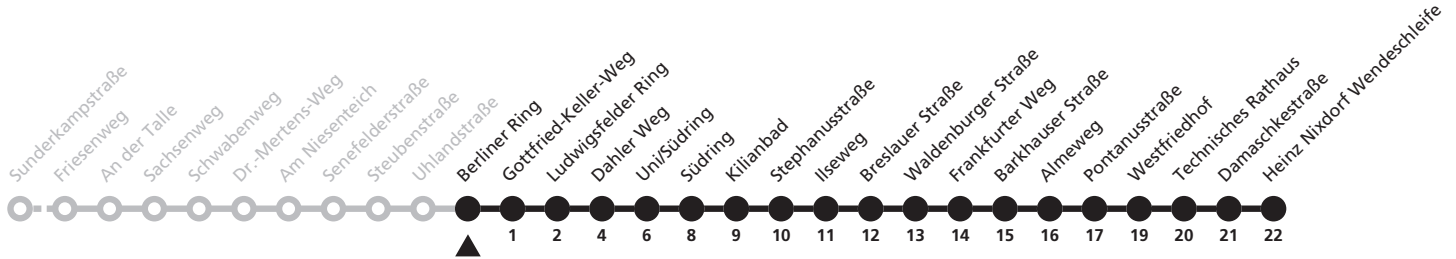 Sunderkampstraße
Friesenweg
An der Talle
Sachsenweg
Schwabenweg
Dr.-Mertens-Weg
Am Niesenteich
Senefelderstraße
Steubenstraße
Uhlandstraße
Berliner Ring
Gottfried-Keller-Weg
Ludwigsfelder Ring
Dahler Weg
Uni/Südring
Südring
Kilianbad
Stephanusstraße
Ilseweg
Breslauer Straße
Waldenburger Straße
Frankfurter Weg
Barkhauser Straße
Almeweg
Pontanusstraße
Westfriedhof
Technisches Rathaus
Damaschkestraße
Heinz Nixdorf Wendeschleife
1 2 4 6 8 9 10 11 12 13 14 15 16 17 19 20 21 22